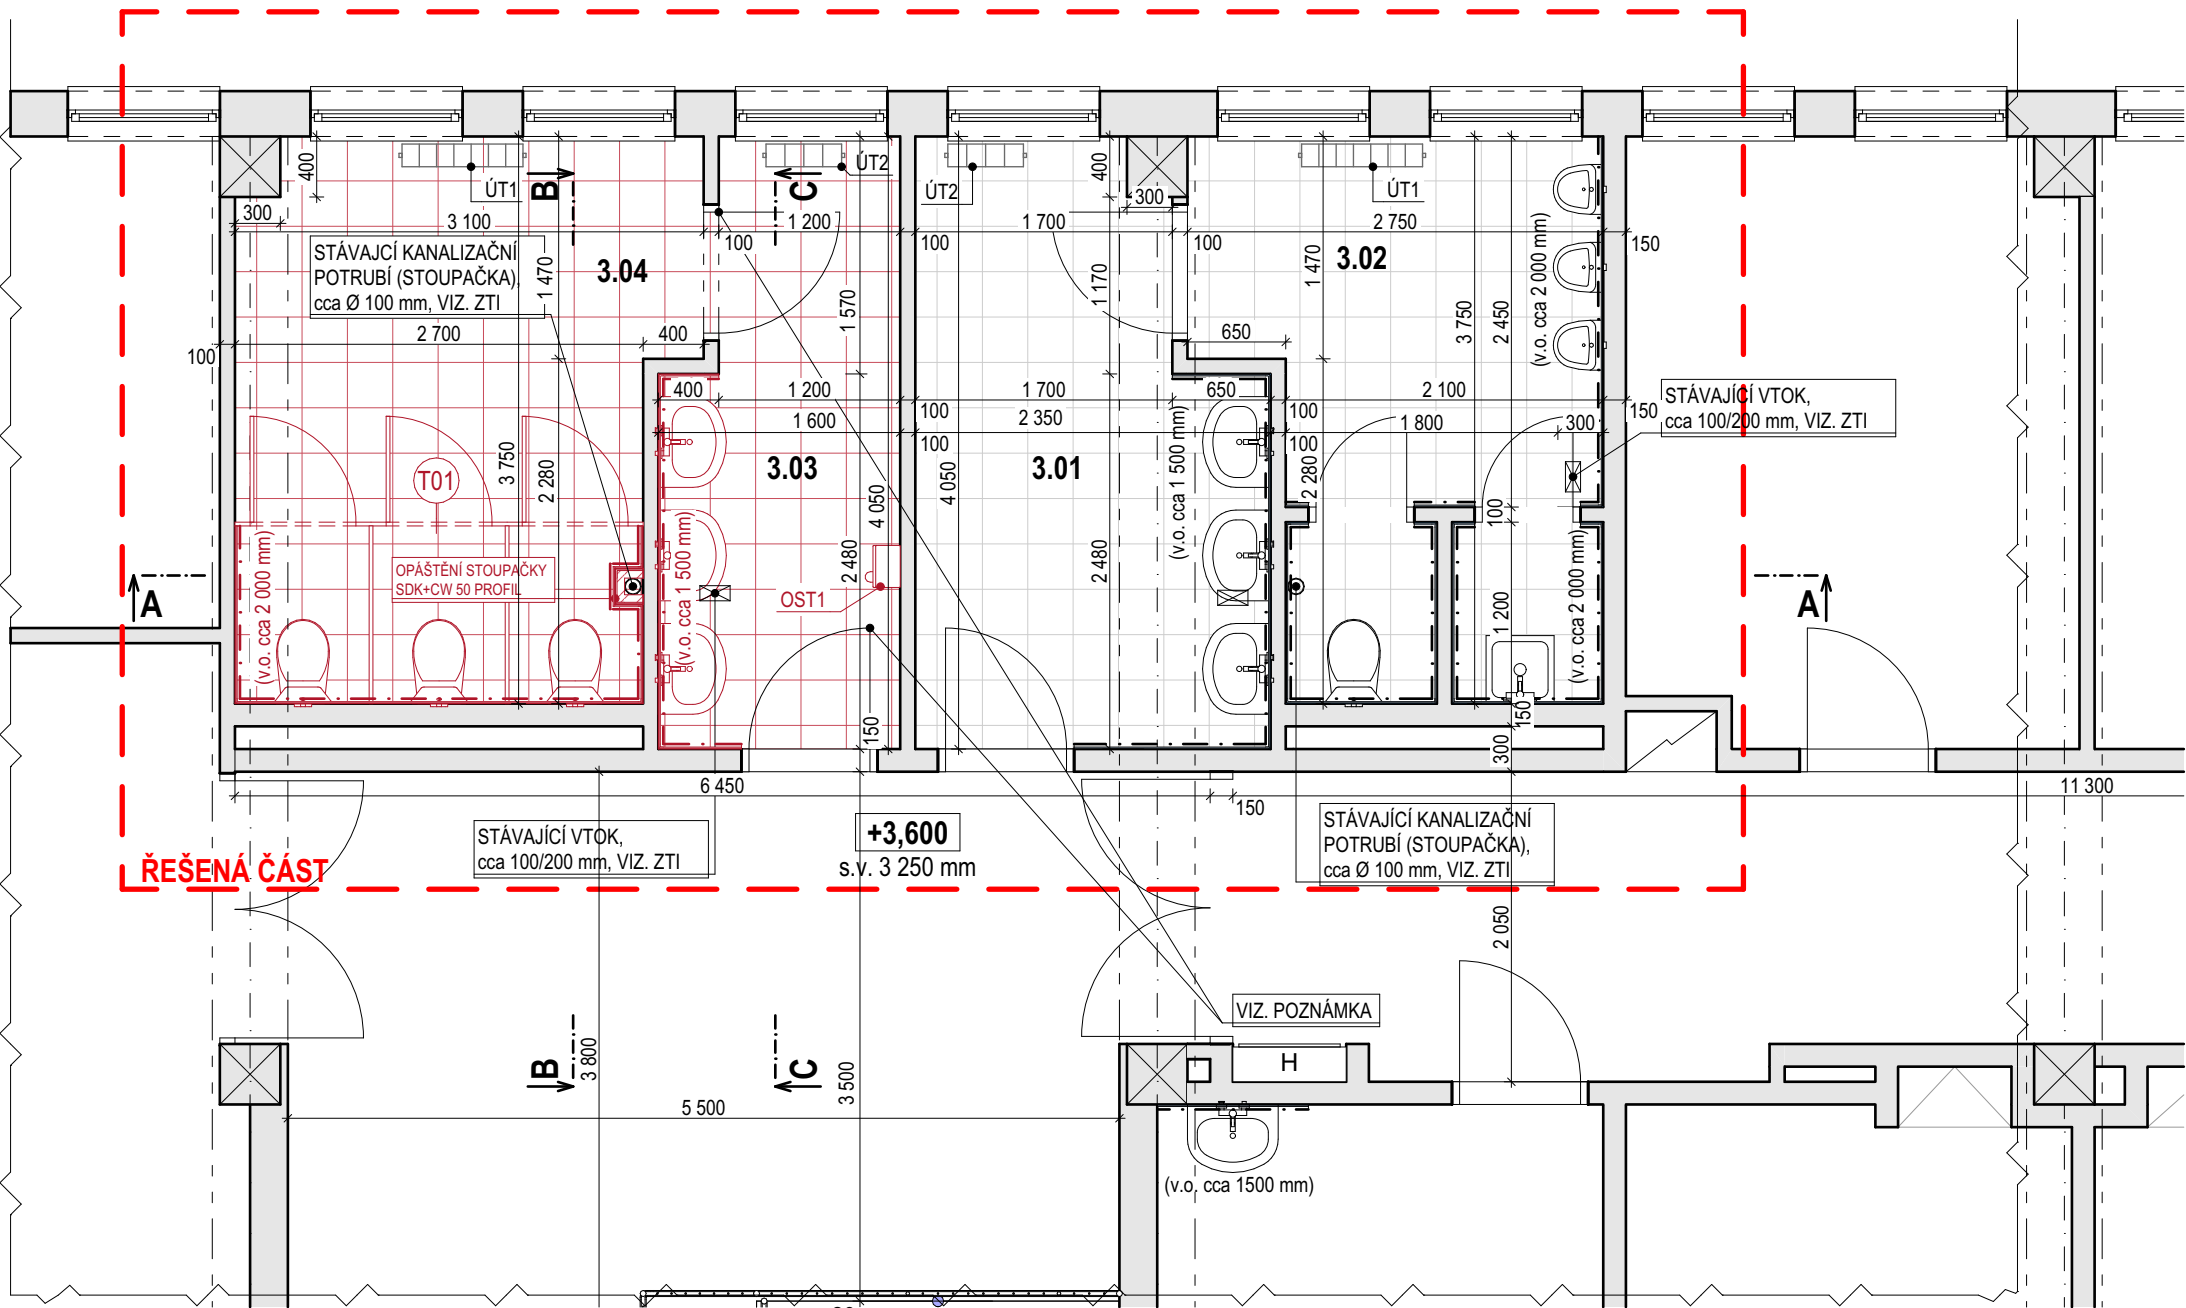 400
300
3 100
ÚT1
B
C
ÚT2
1 200
100
ÚT2
100
1 700
400
300
100
ÚT1
2 750
150
STÁVAJCÍ KANALIZAČNÍ
POTRUBÍ (STOUPAČKA),
cca Ø 100 mm, VIZ. ZTI
1 470
3.04
1 570
1 170
1 470
3.02
(v.o. cca 2 000 mm)
3 750
2 450
100
2 700
400
650
400
1 200
100
1 700
650
100
2 100
150
1 600
100
2 350
100
1 800
300
STÁVAJÍCÍ VTOK,
cca 100/200 mm, VIZ. ZTI
T01
3 750
2 280
3.03
4 050
4 050
3.01
(v.o. cca 1 500 mm)
2 280
100
OPÁŠTĚNÍ STOUPAČKY
SDK+CW 50 PROFIL
(v.o. cca 2 000 mm)
(v.o. cca 1 500 mm)
2 480
OST1
2 480
1 200
(v.o. cca 2 000 mm)
A
A
150
150
300
6 450
150
11 300
STÁVAJÍCÍ VTOK,
cca 100/200 mm, VIZ. ZTI
+3,600
s.v. 3 250 mm
STÁVAJÍCÍ KANALIZAČNÍ
POTRUBÍ (STOUPAČKA),
cca Ø 100 mm, VIZ. ZTI
ŘEŠENÁ ČÁST
2 050
VIZ. POZNÁMKA
B
3 800
C
3 500
H
5 500
(v.o. cca 1500 mm)